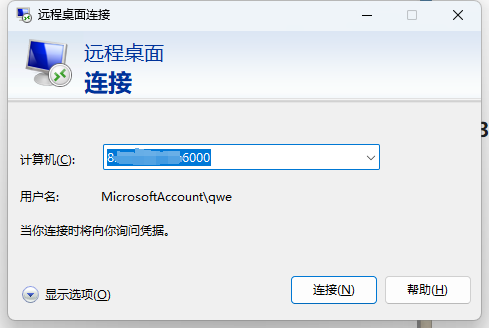 远程桌面连接
远程桌面
连接
计算机(C):
6000
用户名: MicrosoftAccount\qwe
当你连接时将向你询问凭据。
显示选项(O) 连接(N) 帮助(H)